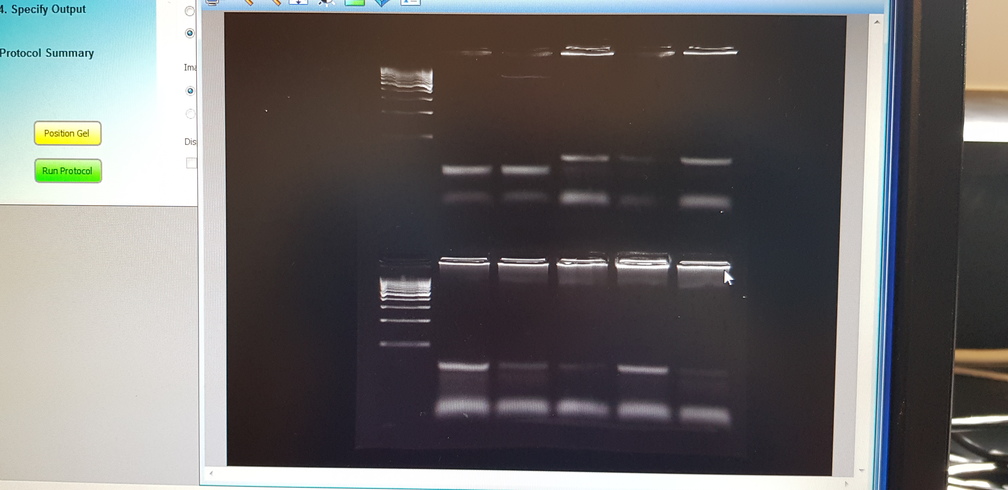 4. Specify Output
Protocol Summary
Ima
Position Gel
Dis
Run Protocol